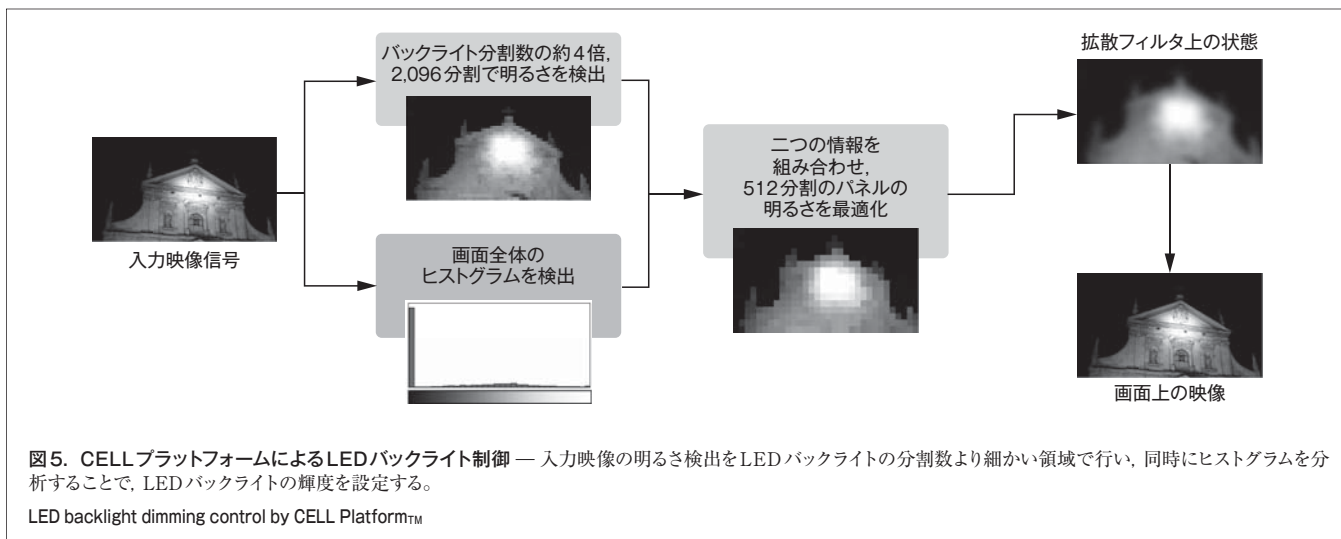 バックライト分割数の約4倍,
2,096分割で明るさを検出
入力映像信号
画面全体の
ヒストグラムを検出
二つの情報を
組み合わせ,
512分割のパネルの
明るさを最適化
拡散フィルタ上の状態
画面上の映像
図5. CELLプラットフォームによるLEDバックライト制御 — 入力映像の明るさ検出をLEDバックライトの分割数より細かい領域で行い, 同時にヒストグラムを分
析することで, LEDバックライトの輝度を設定する。
LED backlight dimming control by CELL Platform™